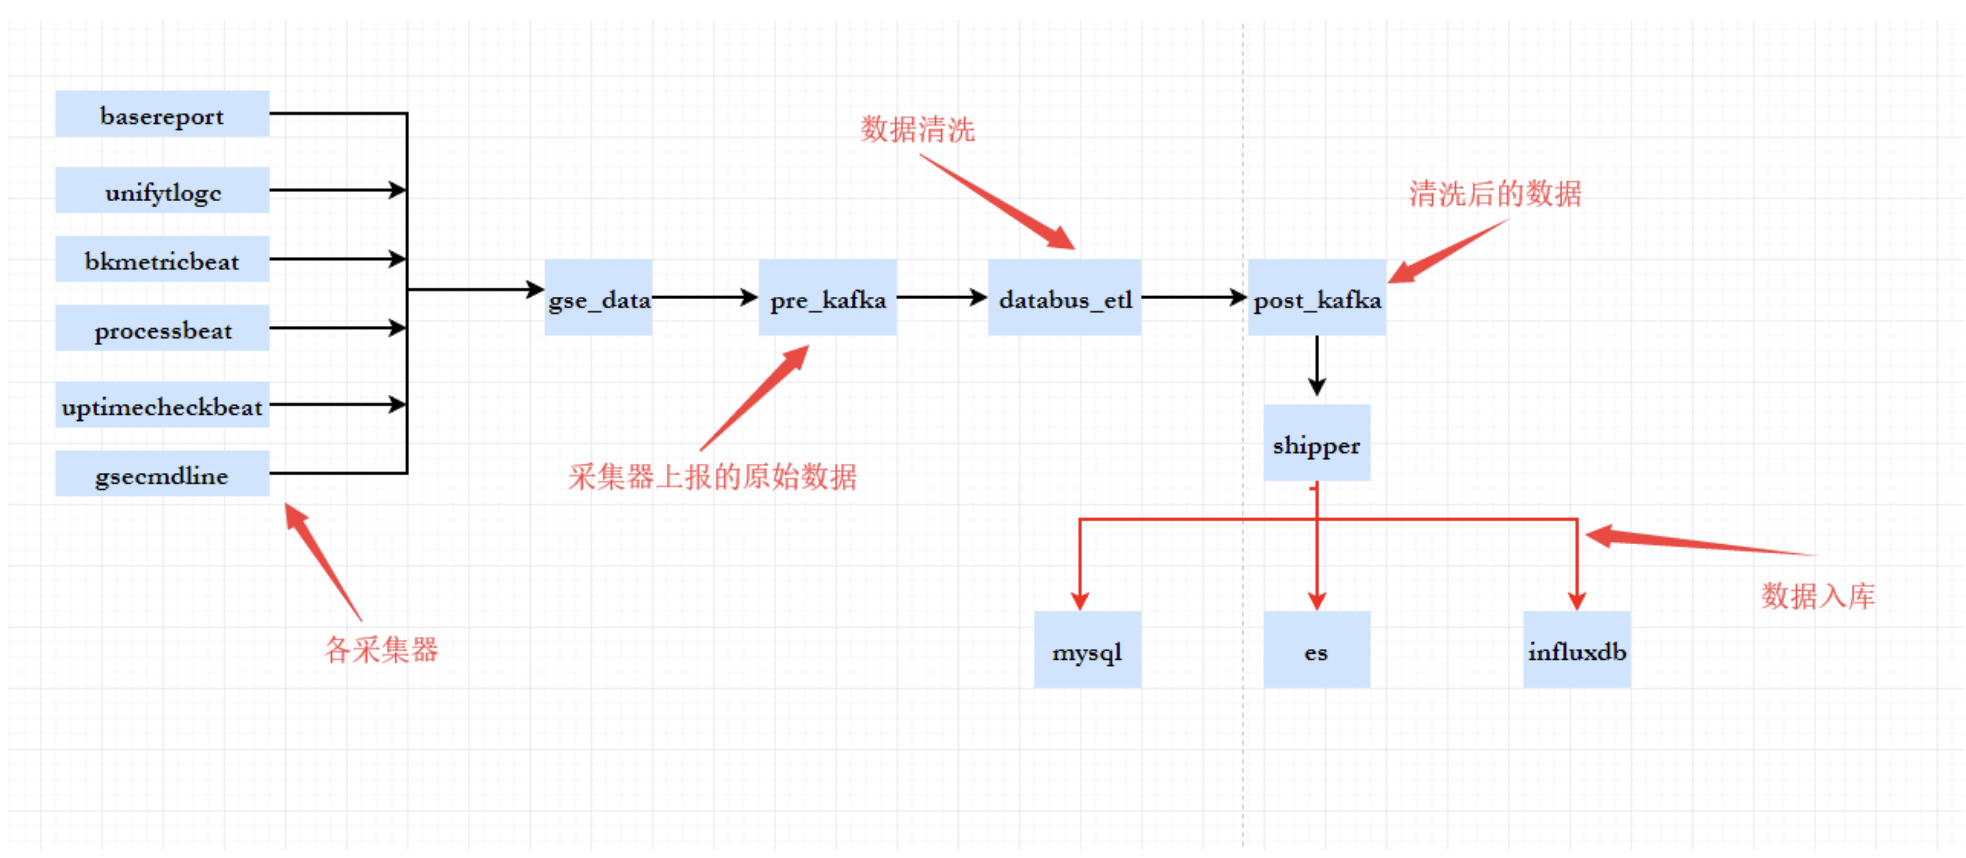 basereport
unifytlogc
bkmetricbeat
processbeat
uptimecheckbeat
gsecmdline
各采集器
gse_data
pre_kafka
采集器上报的原始数据
数据清洗
databus_etl
清洗后的数据
post_kafka
shipper
数据入库
mysql
es
influxdb